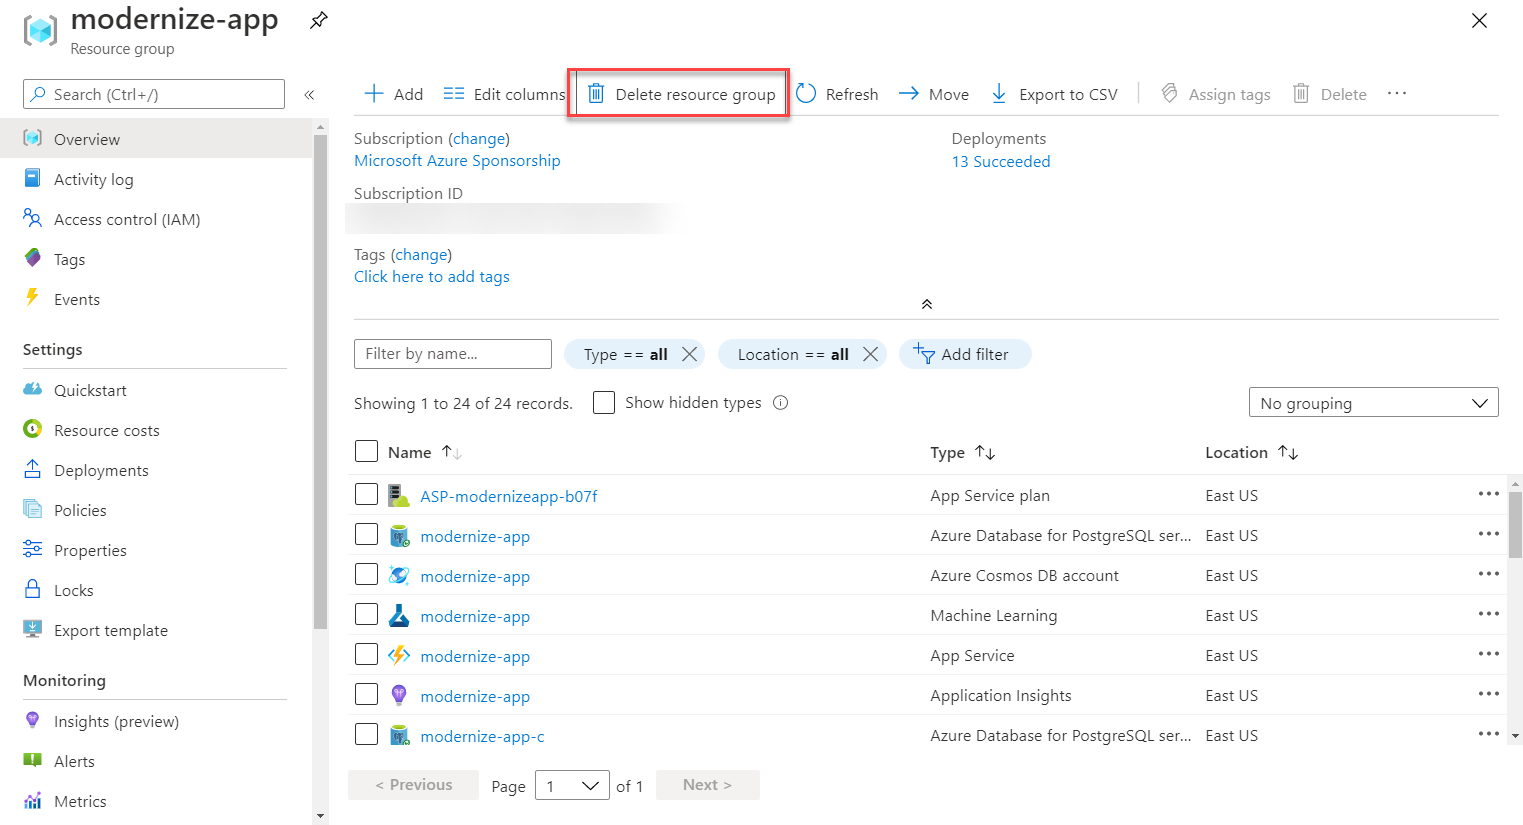 modernize-app
Resource group
Search (Ctrl+/)
«
Overview
Activity log
Access control (IAM)
Tags
Events
Settings
Quickstart
Resource costs
Deployments
Policies
Properties
Locks
Export template
Monitoring
Insights (preview)
Alerts
Metrics
Add Edit columns Delete resource group Refresh Move Export to CSV Assign tags Delete ···
Subscription (change)
Microsoft Azure Sponsorship
Deployments
13 Succeeded
Subscription ID
Tags (change)
Click here to add tags
Filter by name... Type == all Location == all Add filter
Showing 1 to 24 of 24 records. Show hidden types No grouping
Name Type Location
ASP-modernizeapp-b07f App Service plan East US ···
modernize-app Azure Database for PostgreSQL ser... East US ···
modernize-app Azure Cosmos DB account East US ···
modernize-app Machine Learning East US ···
modernize-app App Service East US ···
modernize-app Application Insights East US ···
modernize-app-c Azure Database for PostgreSQL ser... East US ···
< Previous Page 1 of 1 Next >